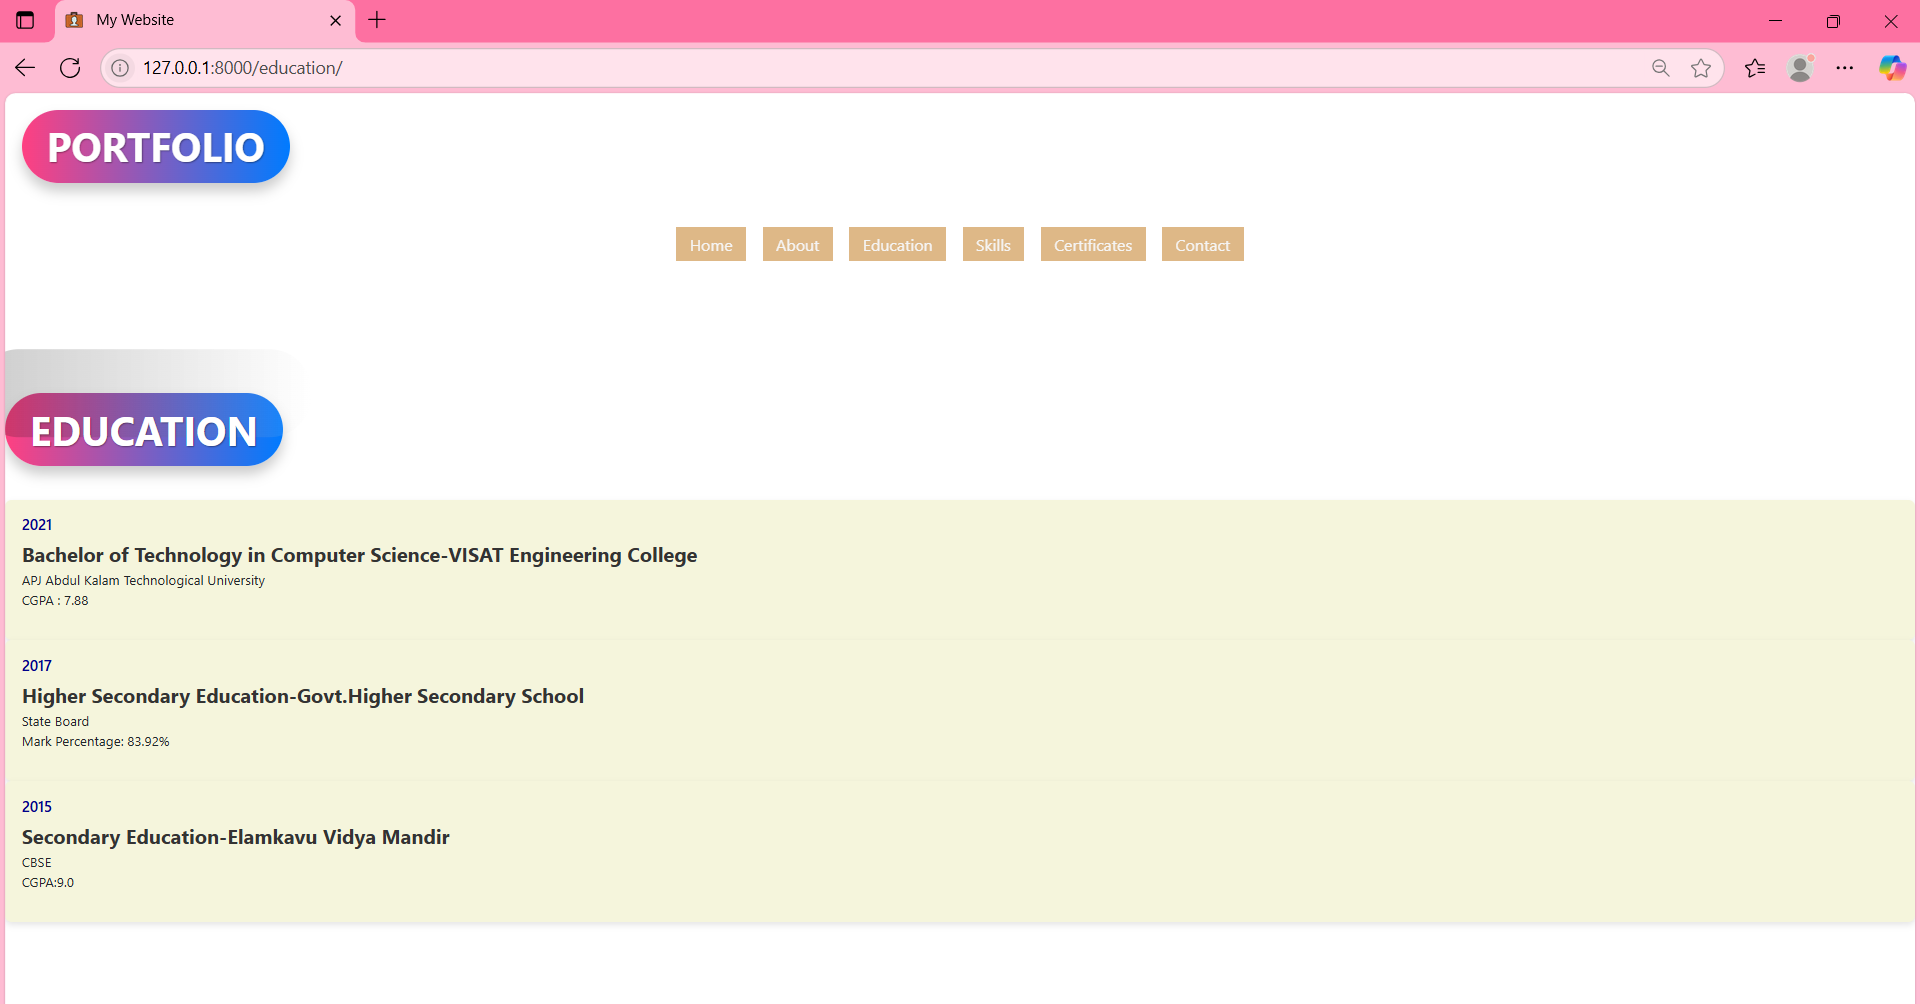 My Website
127.0.0.1:8000/education/
PORTFOLIO
Home About Education Skills Certificates Contact
EDUCATION
2021
Bachelor of Technology in Computer Science-VISAT Engineering College
APJ Abdul Kalam Technological University
CGPA : 7.88
2017
Higher Secondary Education-Govt.Higher Secondary School
State Board
Mark Percentage: 83.92%
2015
Secondary Education-Elamkavu Vidya Mandir
CBSE
CGPA:9.0